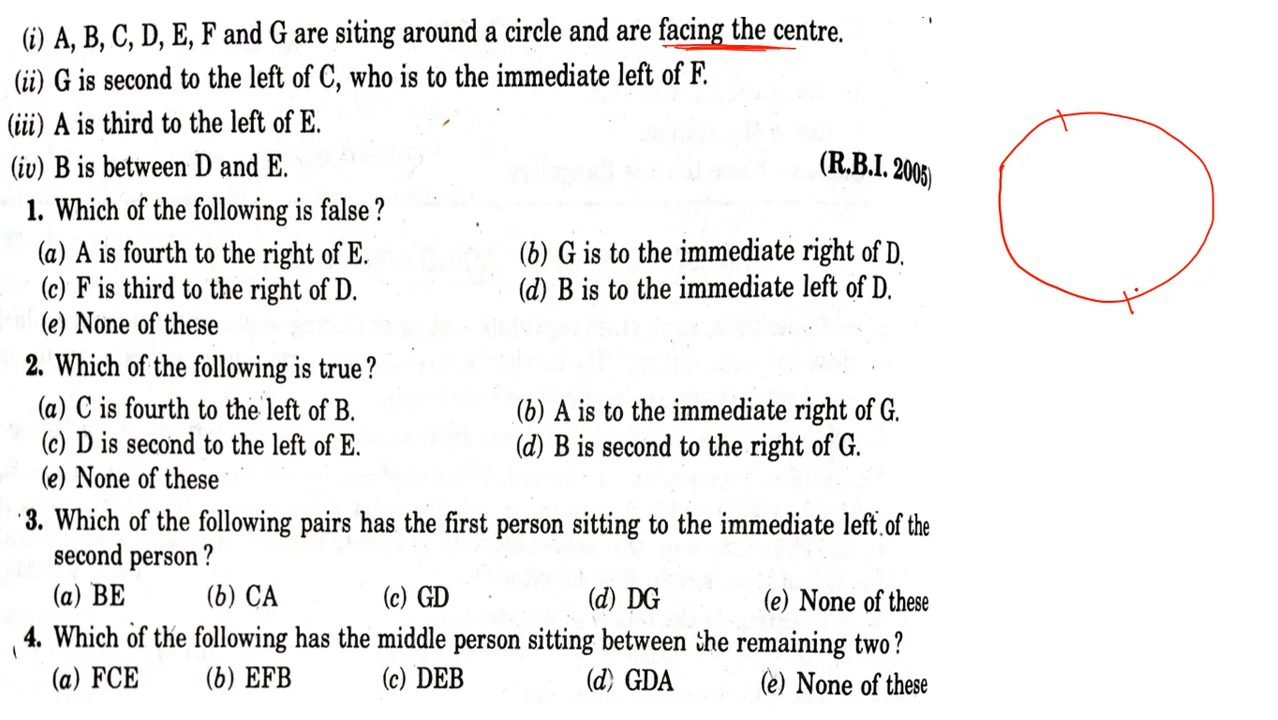 (i) A, B, C, D, E, F and G are siting around a circle and are facing the centre.
(ii) G is second to the left of C, who is to the immediate left of F.
(iii) A is third to the left of E.
(iv) B is between D and E. (R.B.I. 2005)
1. Which of the following is false?
(a) A is fourth to the right of E. (b) G is to the immediate right of D.
(c) F is third to the right of D. (d) B is to the immediate left of D.
(e) None of these
2. Which of the following is true?
(a) C is fourth to the left of B. (b) A is to the immediate right of G.
(c) D is second to the left of E. (d) B is second to the right of G.
(e) None of these
3. Which of the following pairs has the first person sitting to the immediate left of the
second person?
(a) BE (b) CA (c) GD (d) DG (e) None of these
4. Which of the following has the middle person sitting between the remaining two?
(a) FCE (b) EFB (c) DEB (d) GDA (e) None of these